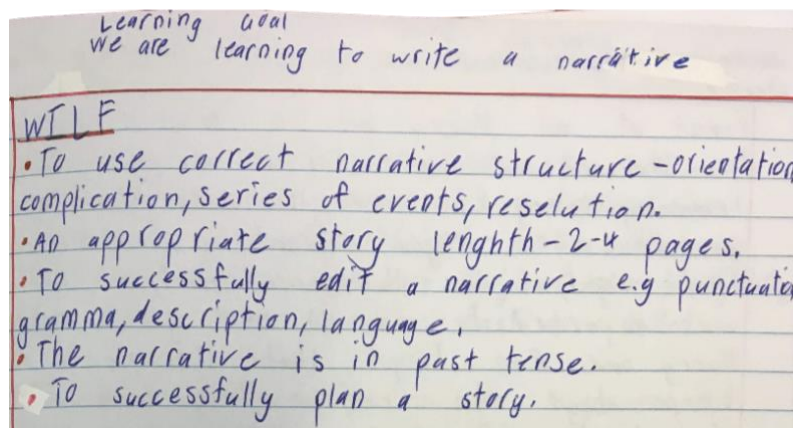 Learning Goal
We are learning to write a narrative
WILF
• To use correct narrative structure - orientation
complication, series of events, reselution.
• An appropriate story lenghth - 2-4 pages.
• To successfully edit a narrative e.g punctuatio
gramma, description, language.
• The narrative is in past tense.
• To successfully plan a story.